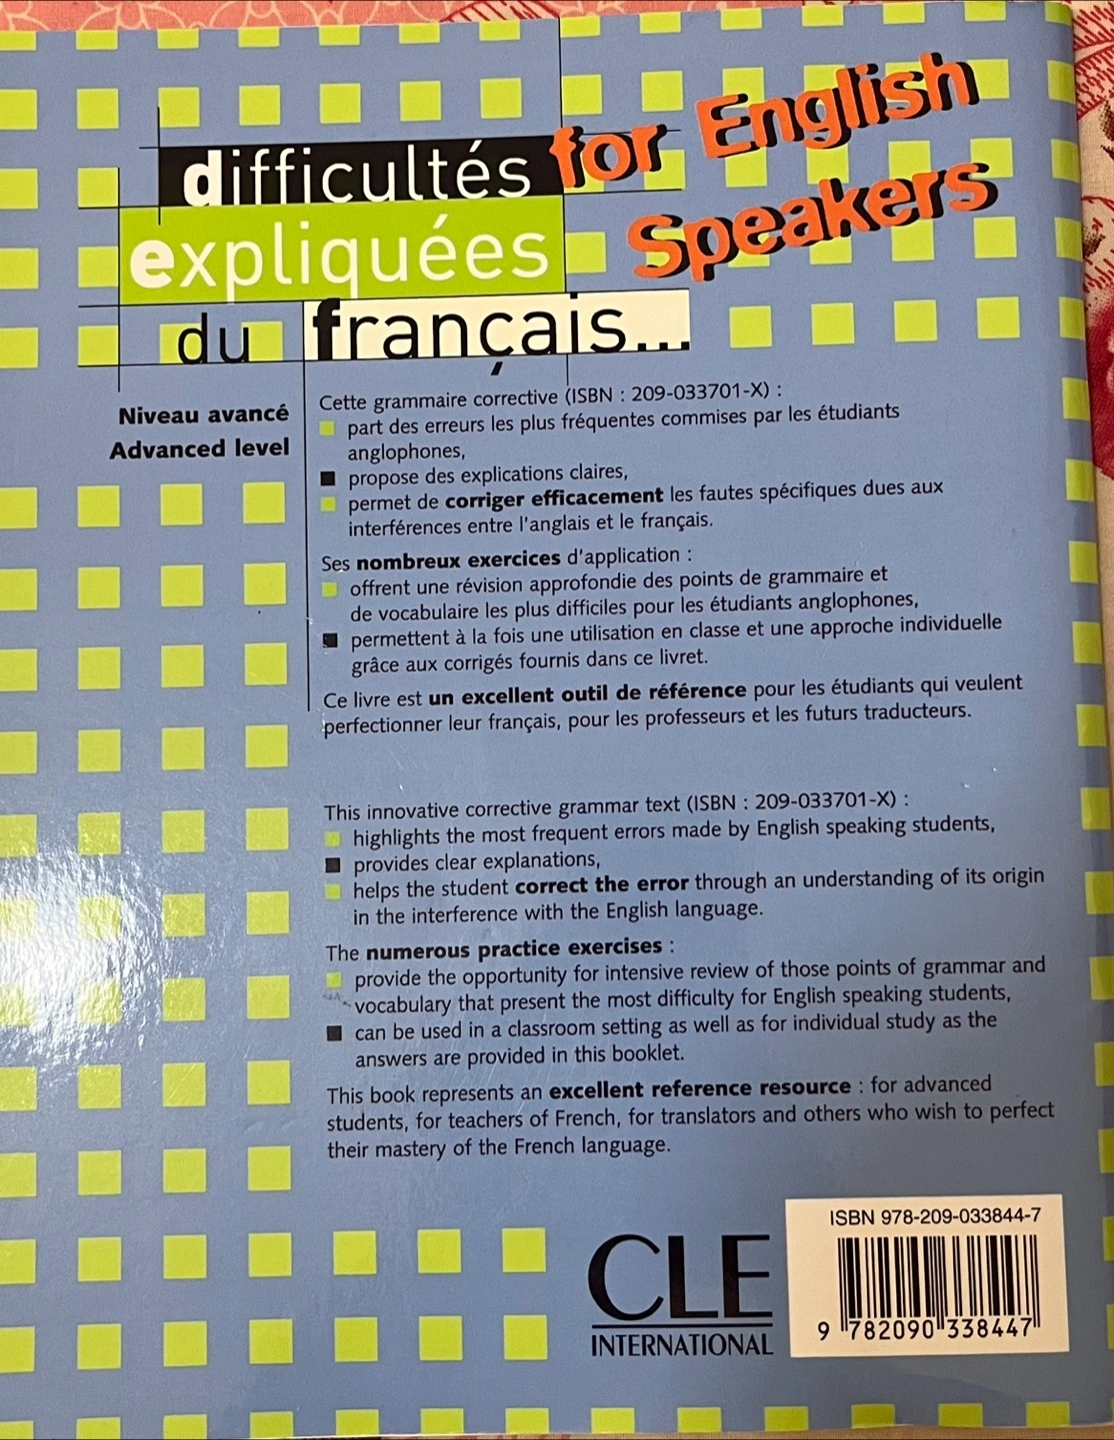 difficultés for English
Speakers
expliquées
du français...
Niveau avancé
Advanced level
Cette grammaire corrective (ISBN : 209-033701-X) :
part des erreurs les plus fréquentes commises par les étudiants
anglophones,
propose des explications claires,
permet de corriger efficacement les fautes spécifiques dues aux
interférences entre l'anglais et le français.
Ses nombreux exercices d'application :
offrent une révision approfondie des points de grammaire et
de vocabulaire les plus difficiles pour les étudiants anglophones,
permettent à la fois une utilisation en classe et une approche individuelle
grâce aux corrigés fournis dans ce livret.
Ce livre est un excellent outil de référence pour les étudiants qui veulent
perfectionner leur français, pour les professeurs et les futurs traducteurs.
This innovative corrective grammar text (ISBN : 209-033701-X) :
highlights the most frequent errors made by English speaking students,
provides clear explanations,
helps the student correct the error through an understanding of its origin
in the interference with the English language.
The numerous practice exercises :
provide the opportunity for intensive review of those points of grammar and
vocabulary that present the most difficulty for English speaking students,
can be used in a classroom setting as well as for individual study as the
answers are provided in this booklet.
This book represents an excellent reference resource : for advanced
students, for teachers of French, for translators and others who wish to perfect
their mastery of the French language.
CLE
INTERNATIONAL
ISBN 978-209-033844-7
9 782090 338447